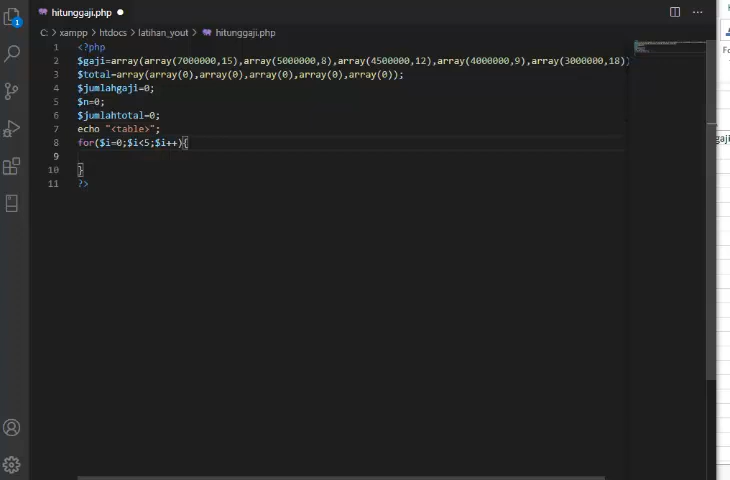 hitunggaji.php
C: > xampp > htdocs > latihan_yout > hitunggaji.php
1 <?php
2 $gaji=array(array(7000000,15),array(5000000,8),array(4500000,12),array(4000000,9),array(3000000,18))
3 $total=array(array(0),array(0),array(0),array(0),array(0));
4 $jumlahgaji=0;
5 $n=0;
6 $jumlahtotal=0;
7 echo "<table>";
8 for($i=0;$i<5;$i++){
9
10 }
11 ?>
1
gaji